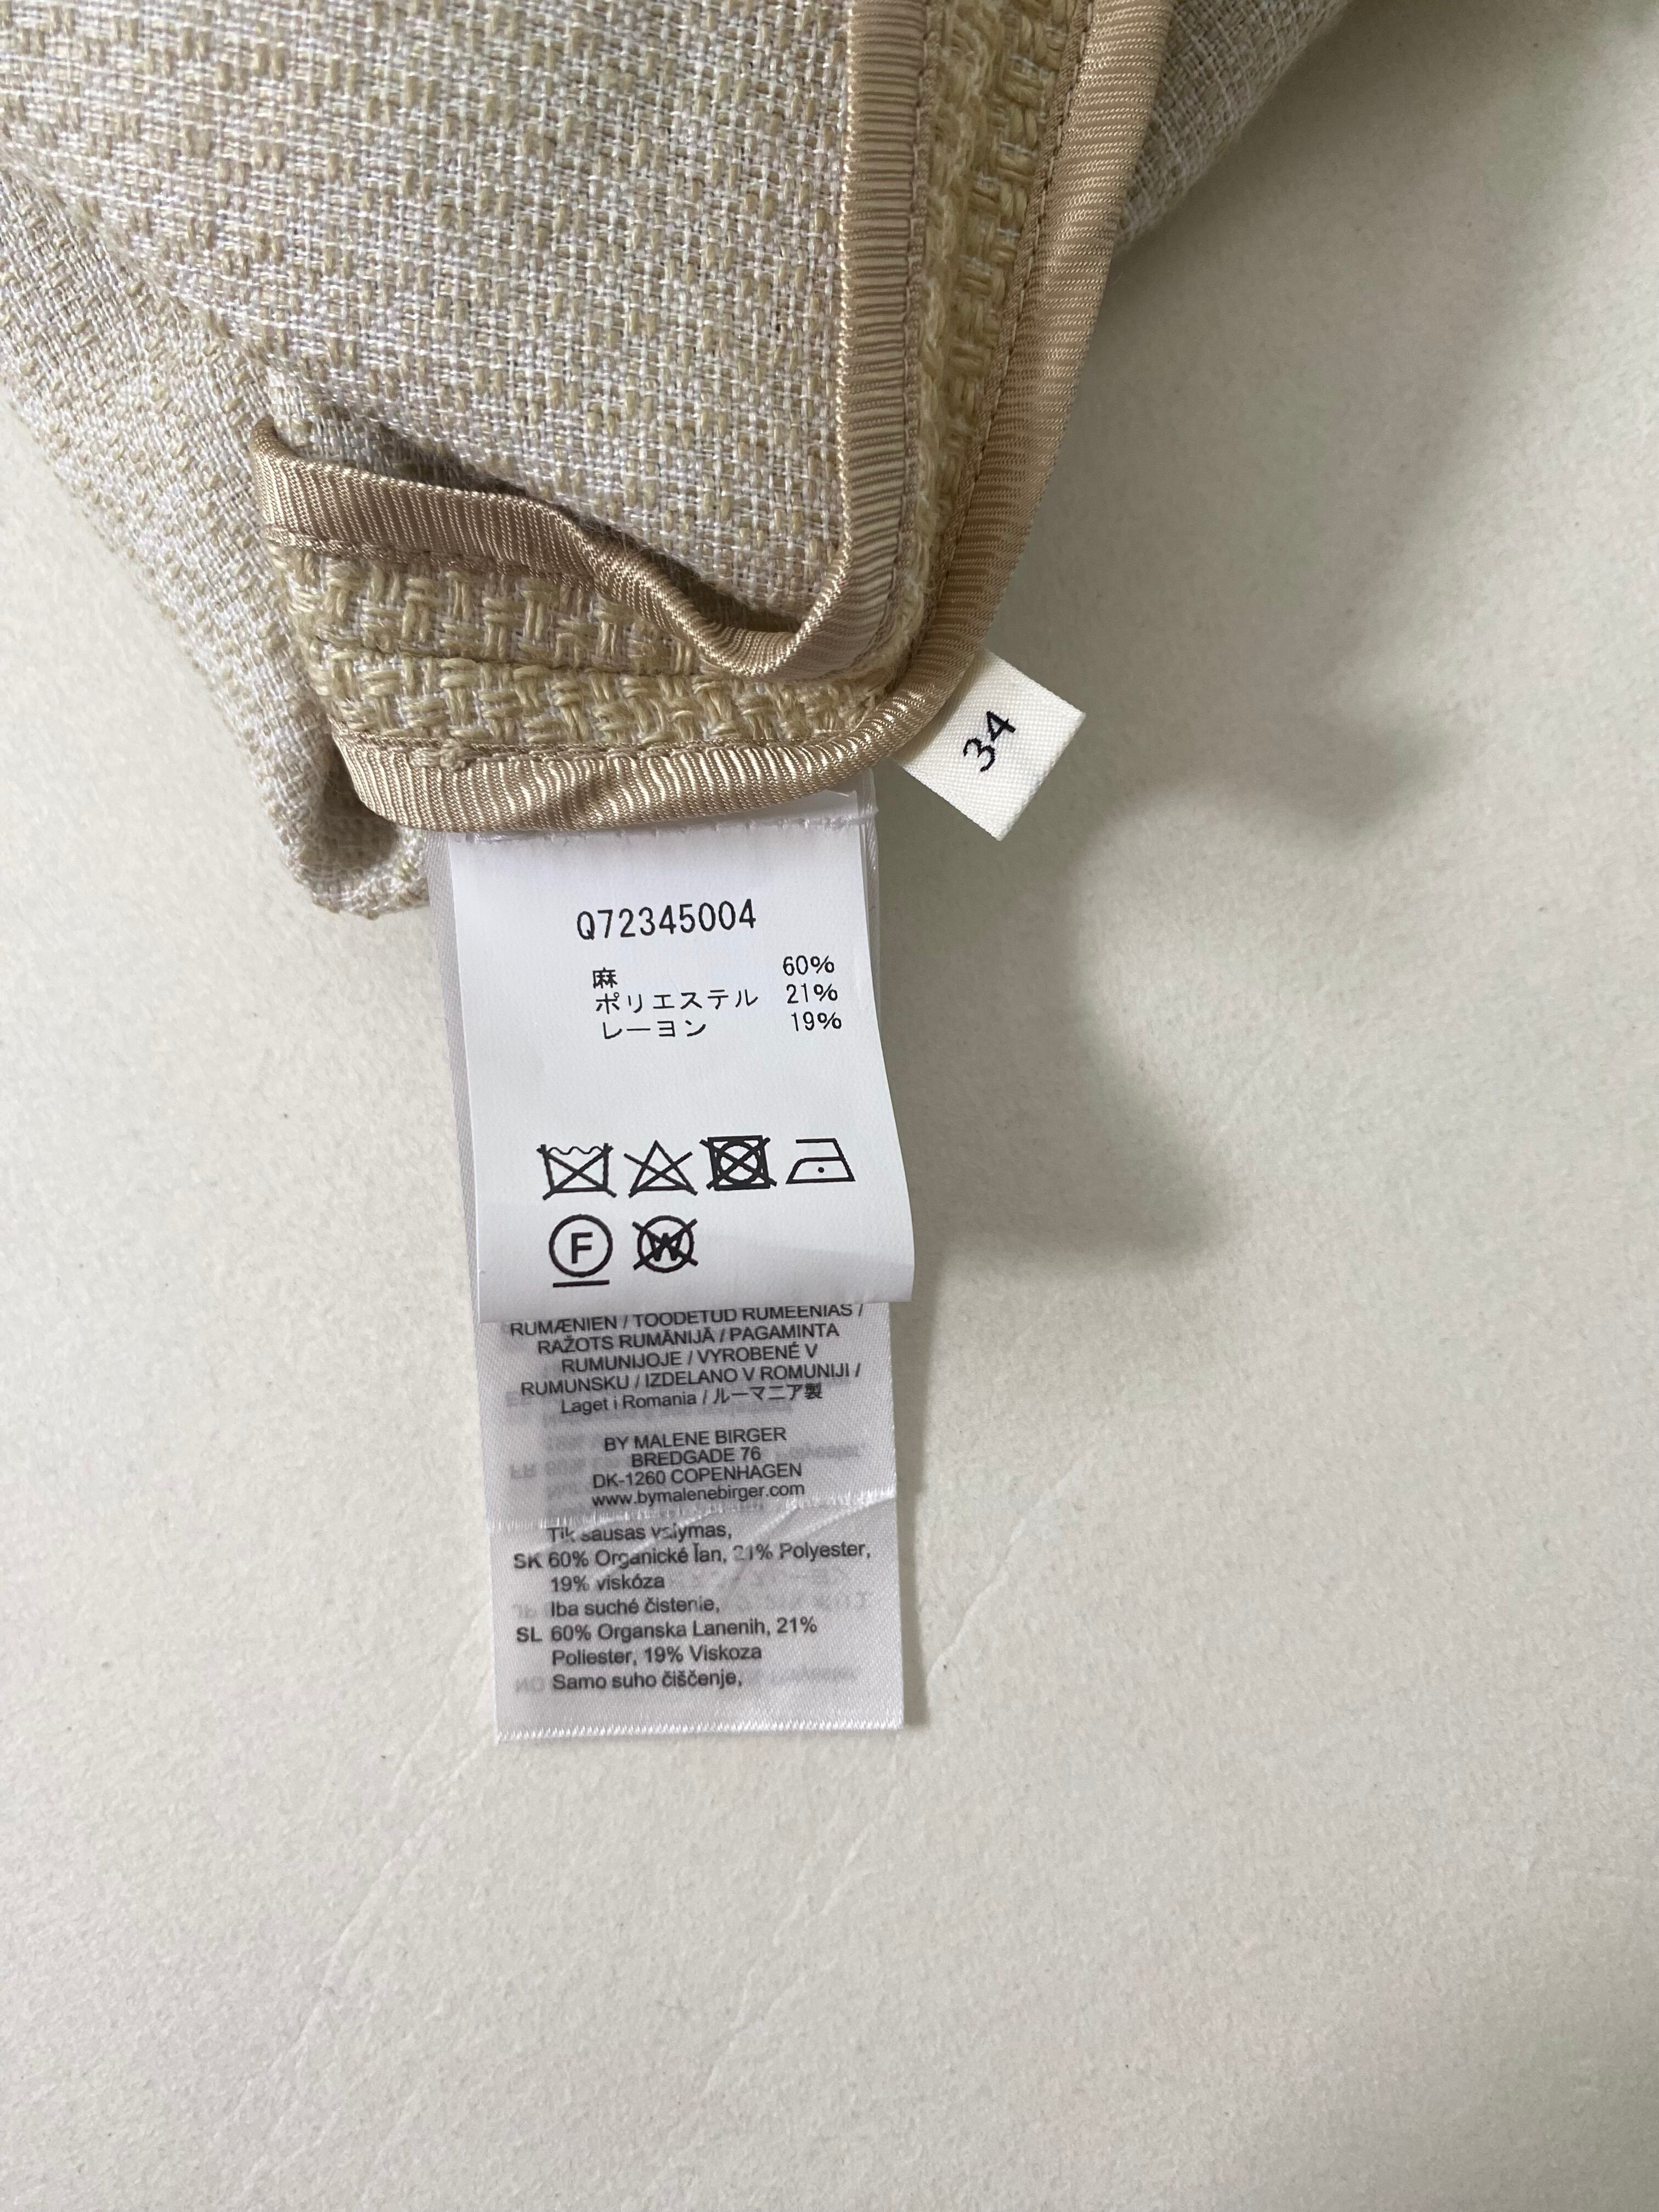 34
Q72345004
麻 60%
ポリエステル 21%
レーヨン 19%
F W
RUMÆNIEN / TOODETUD RUMEENIAS /
RAŽOTS RUMĀNIJĀ / PAGAMINTA
RUMUNIJOJE / VYROBENÉ V
RUMUNSKU / IZDELANO V ROMUNIJI /
Laget i Romania / ルーマニア製
BY MALENE BIRGER
BREDGADE 76
DK-1260 COPENHAGEN
www.bymalenebirger.com
Tik sausas valymas,
SK 60% Organické ľan, 21% Polyester,
19% viskóza
Iba suché čistenie,
SL 60% Organska Lanenih, 21%
Poliester, 19% Viskoza
Samo suho čiščenje,